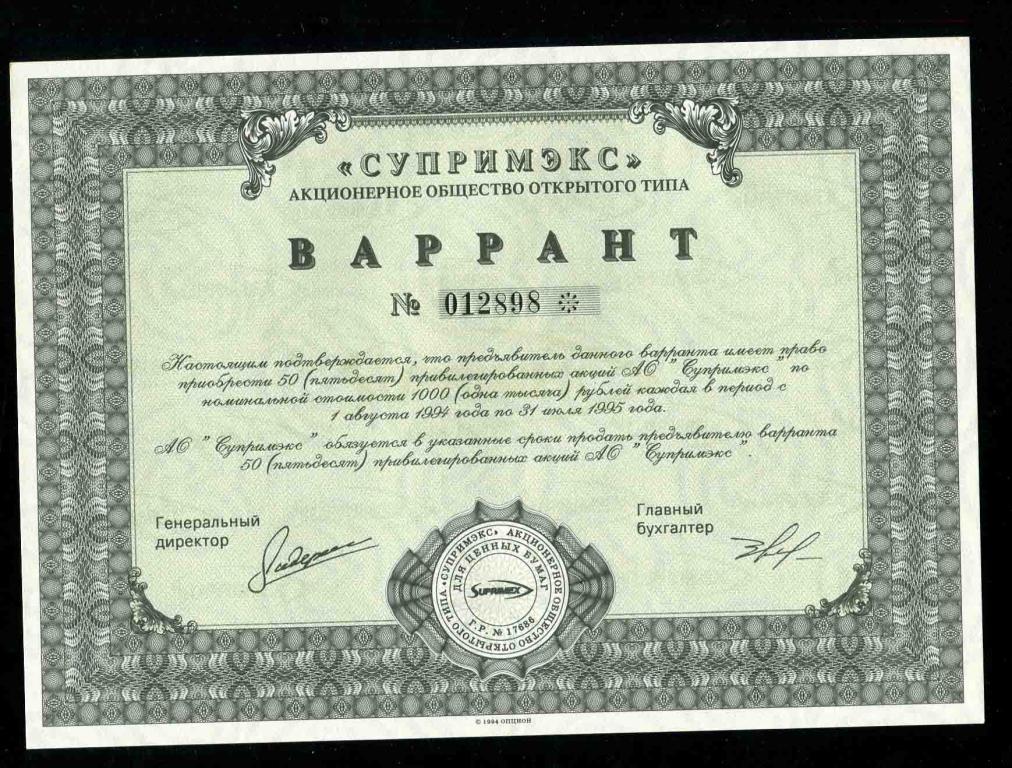 «СУПРИМЭКС»
АКЦИОНЕРНОЕ ОБЩЕСТВО ОТКРЫТОГО ТИПА
ВАРРАНТ
№ 012898 ※
Настоящим подтверждается, что предъявитель данного варранта имеет право
приобрести 50 (пятьдесят) привилегированных акций АО "Супримэкс" по
номинальной стоимости 1000 (одна тысяча) рублей каждая в период с
1 августа 1994 года по 31 июля 1995 года.
АО "Супримэкс" обязуется в указанные сроки продать предъявителю варранта
50 (пятьдесят) привилегированных акций АО "Супримэкс".
Генеральный
директор
Главный
бухгалтер
«СУПРИМЭКС» АКЦИОНЕРНОЕ ОБЩЕСТВО ОТКРЫТОГО ТИПА
ДЛЯ ЦЕННЫХ БУМАГ
SUPRIMEX
Г.Р. № 17686
© 1994 ОПЦИОН